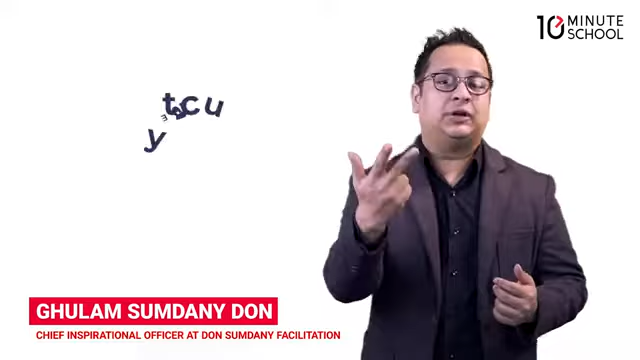 10 MINUTE
SCHOOL
GHULAM SUMDANY DON
CHIEF INSPIRATIONAL OFFICER AT DON SUMDANY FACILITATION